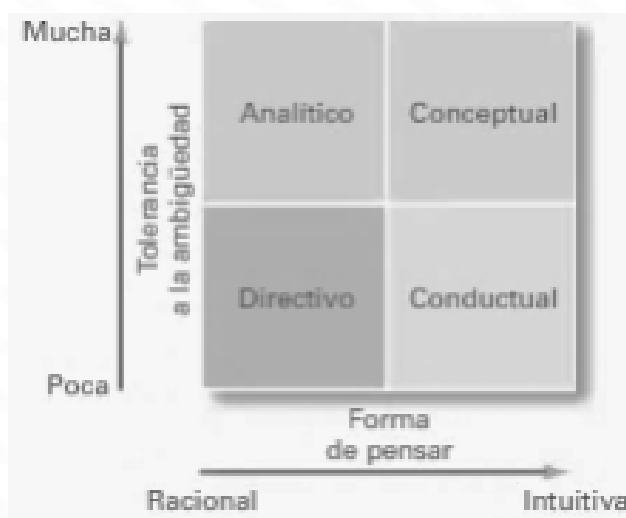 Mucha
Analítico
Conceptual
Tolerancia
a la ambigüedad
Directivo
Conductual
Poca
Forma
de pensar
Racional
Intuitiva